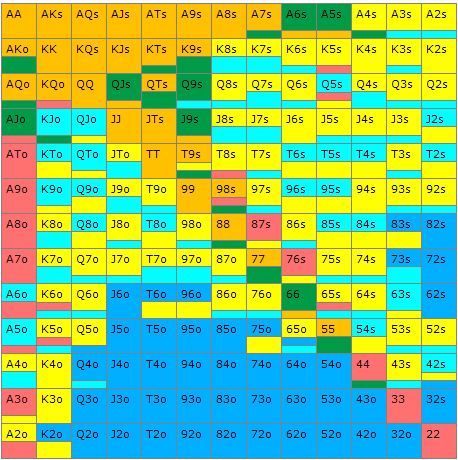 AA AKs AQs AJs ATs A9s A8s A7s A6s A5s A4s A3s A2s
AKo KK KQs KJs KTs K9s K8s K7s K6s K5s K4s K3s K2s
AQo KQo QQ QJs QTs Q9s Q8s Q7s Q6s Q5s Q4s Q3s Q2s
AJo KJo QJo JJ JTs J9s J8s J7s J6s J5s J4s J3s J2s
ATo KTo QTo JTo TT T9s T8s T7s T6s T5s T4s T3s T2s
A9o K9o Q9o J9o T9o 99 98s 97s 96s 95s 94s 93s 92s
A8o K8o Q8o J8o T8o 98o 88 87s 86s 85s 84s 83s 82s
A7o K7o Q7o J7o T7o 97o 87o 77 76s 75s 74s 73s 72s
A6o K6o Q6o J6o T6o 96o 86o 76o 66 65s 64s 63s 62s
A5o K5o Q5o J5o T5o 95o 85o 75o 65o 55 54s 53s 52s
A4o K4o Q4o J4o T4o 94o 84o 74o 64o 54o 44 43s 42s
A3o K3o Q3o J3o T3o 93o 83o 73o 63o 53o 43o 33 32s
A2o K2o Q2o J2o T2o 92o 82o 72o 62o 52o 42o 32o 22